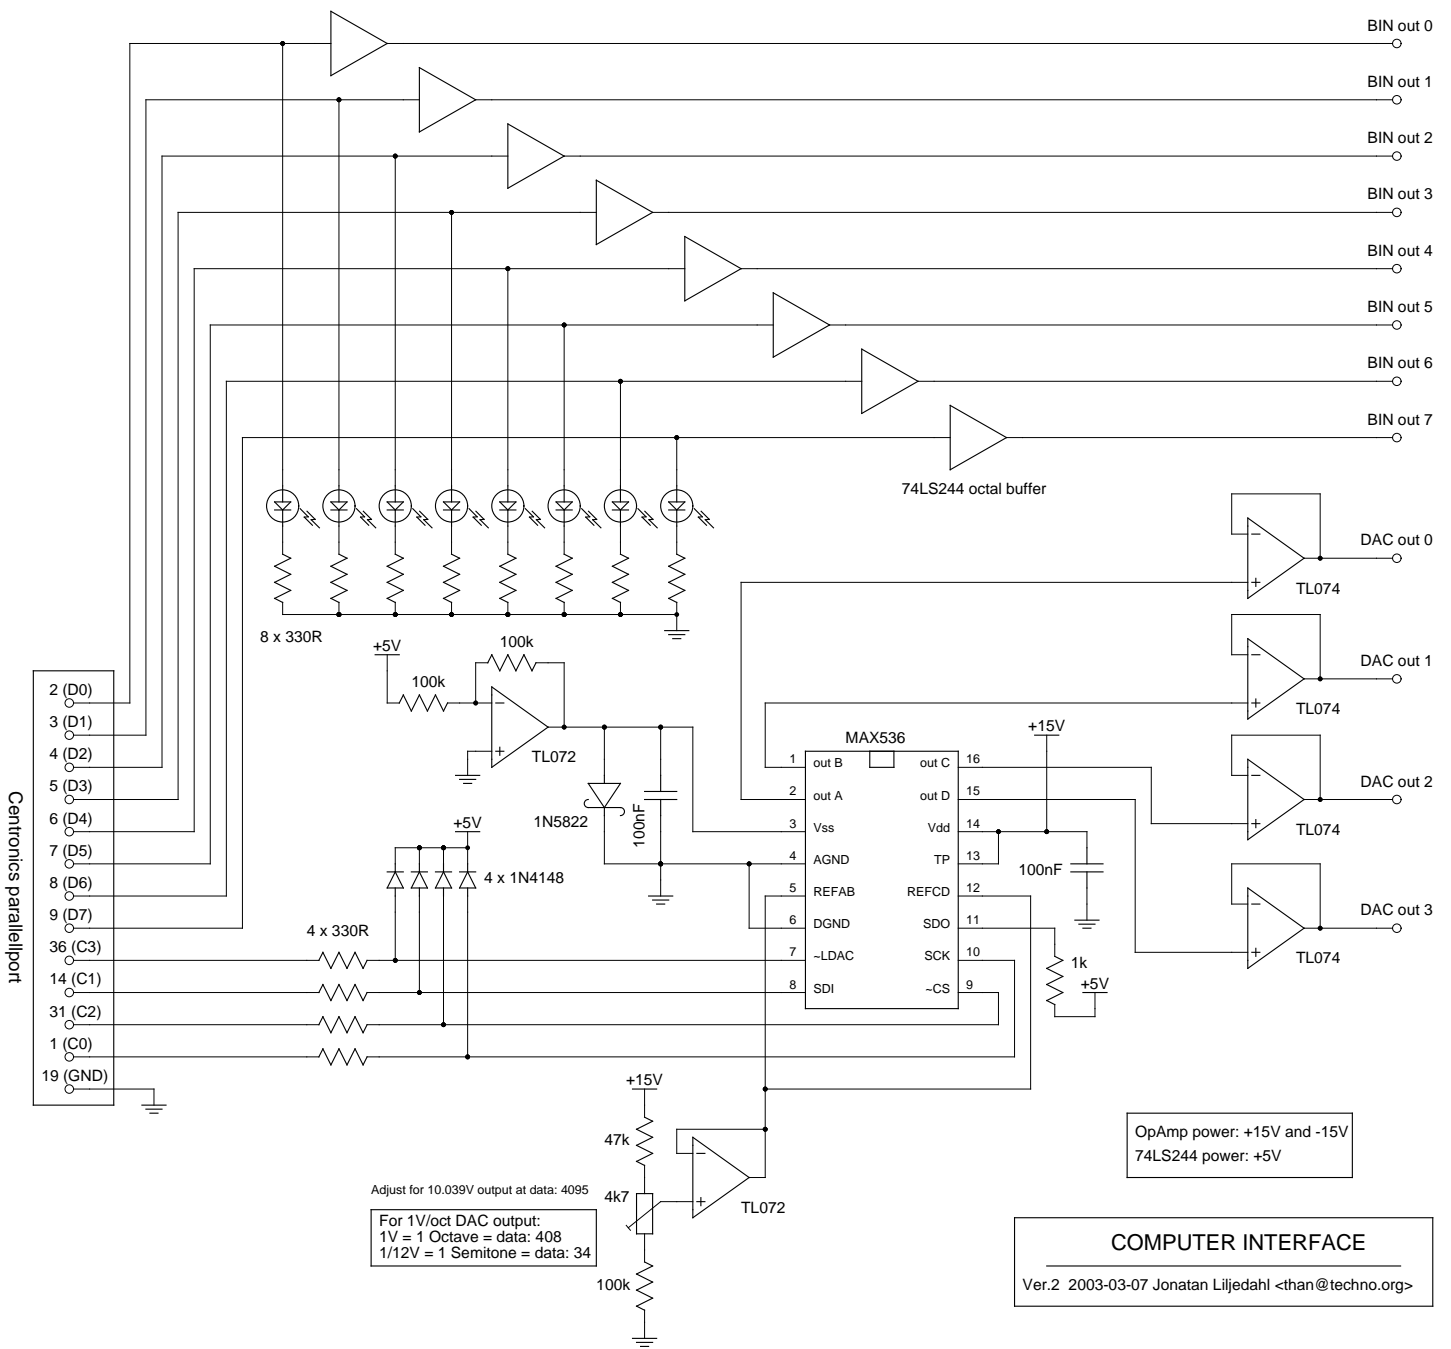 BIN out 0
BIN out 1
BIN out 2
BIN out 3
BIN out 4
BIN out 5
BIN out 6
BIN out 7
74LS244 octal buffer
DAC out 0
TL074
8 x 330R
+5V
100k
100k
TL072
DAC out 1
TL074
Centronics parallellport
2 (D0)
3 (D1)
4 (D2)
5 (D3)
6 (D4)
7 (D5)
8 (D6)
9 (D7)
36 (C3)
14 (C1)
31 (C2)
1 (C0)
19 (GND)
1N5822
100nF
+5V
4 x 1N4148
4 x 330R
MAX536
1 out B
2 out A
3 Vss
4 AGND
5 REFAB
6 DGND
7 ~LDAC
8 SDI
out C 16
out D 15
Vdd 14
TP 13
REFCD 12
SDO 11
SCK 10
~CS 9
+15V
100nF
1k
+5V
DAC out 2
TL074
DAC out 3
TL074
+15V
47k
4k7
100k
TL072
Adjust for 10.039V output at data: 4095
For 1V/oct DAC output:
1V = 1 Octave = data: 408
1/12V = 1 Semitone = data: 34
OpAmp power: +15V and -15V
74LS244 power: +5V
COMPUTER INTERFACE
Ver.2 2003-03-07 Jonatan Liljedahl <than@techno.org>